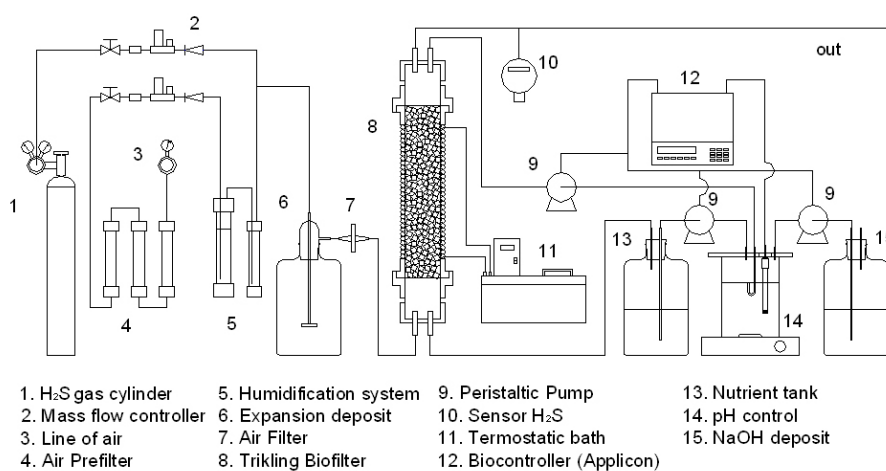 2
out
10
12
8
3
9
1
6
7
9
9
13
11
4
5
14
1. H₂S gas cylinder
2. Mass flow controller
3. Line of air
4. Air Prefilter
5. Humidification system
6. Expansion deposit
7. Air Filter
8. Trikling Biofilter
9. Peristaltic Pump
10. Sensor H₂S
11. Termostatic bath
12. Biocontroller (Applicon)
13. Nutrient tank
14. pH control
15. NaOH deposit